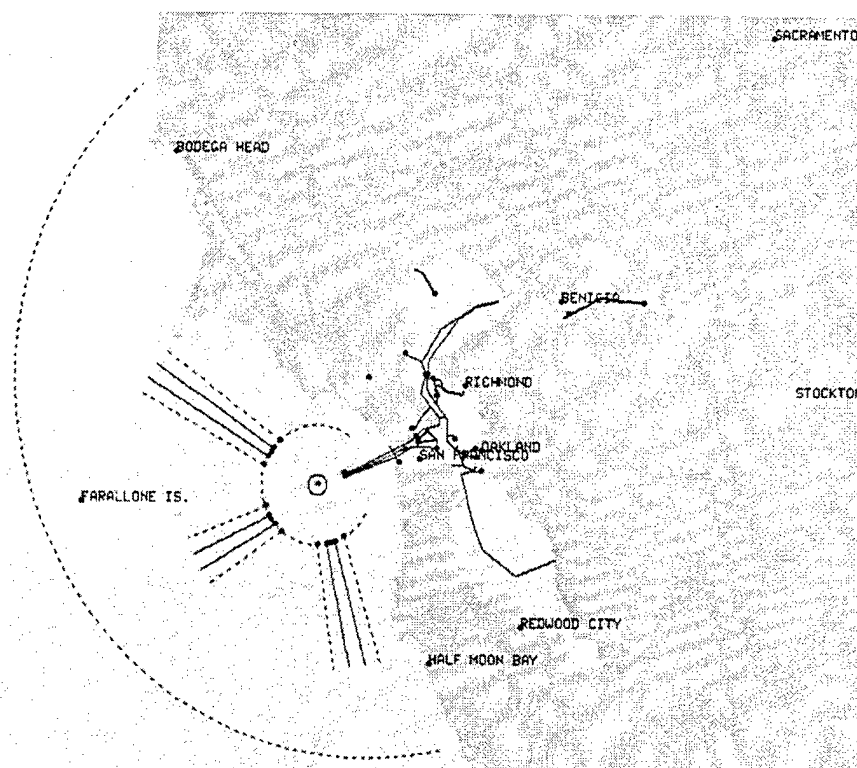 SACRAMENTO
BODEGA HEAD
BENICIA
RICHMOND
STOCKTON
OAKLAND
SAN FRANCISCO
FARALLONE IS.
REDWOOD CITY
HALF MOON BAY